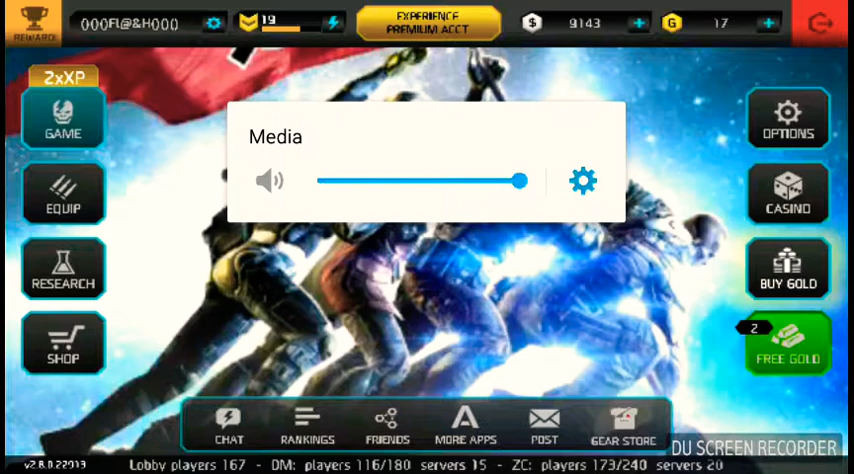 REWARD!
000FI@&H000
19
EXPERIENCE
PREMIUM ACCT
$
9143
G
17
2xXP
GAME
EQUIP
RESEARCH
SHOP
Media
OPTIONS
CASINO
BUY GOLD
2
FREE GOLD
CHAT
RANKINGS
FRIENDS
MORE APPS
POST
GEAR STORE
DU SCREEN RECORDER
v2.8.0.22013 Lobby players 167 - DM: players 116/180 servers 15 - ZC: players 173/240 servers 20